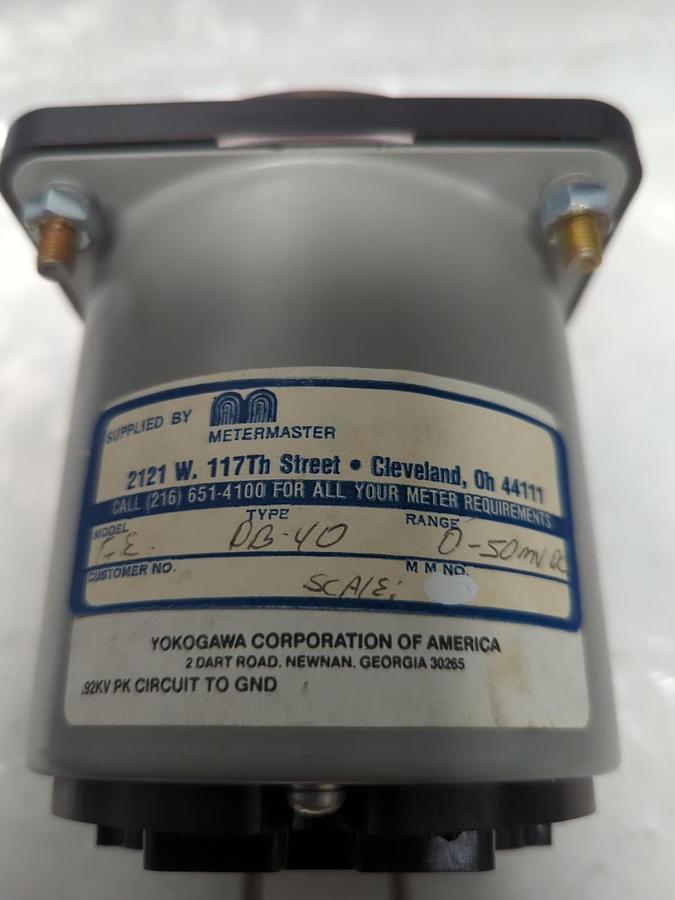 SUPPLIED BY
METERMASTER
2121 W. 117Th Street • Cleveland, Oh 44111
CALL (216) 651-4100 FOR ALL YOUR METER REQUIREMENTS
MODEL TYPE RANGE
G.E. DB-40 0-50mV DC
CUSTOMER NO. M M NO.
SCALE:
YOKOGAWA CORPORATION OF AMERICA
2 DART ROAD, NEWNAN, GEORGIA 30265
.92KV PK CIRCUIT TO GND